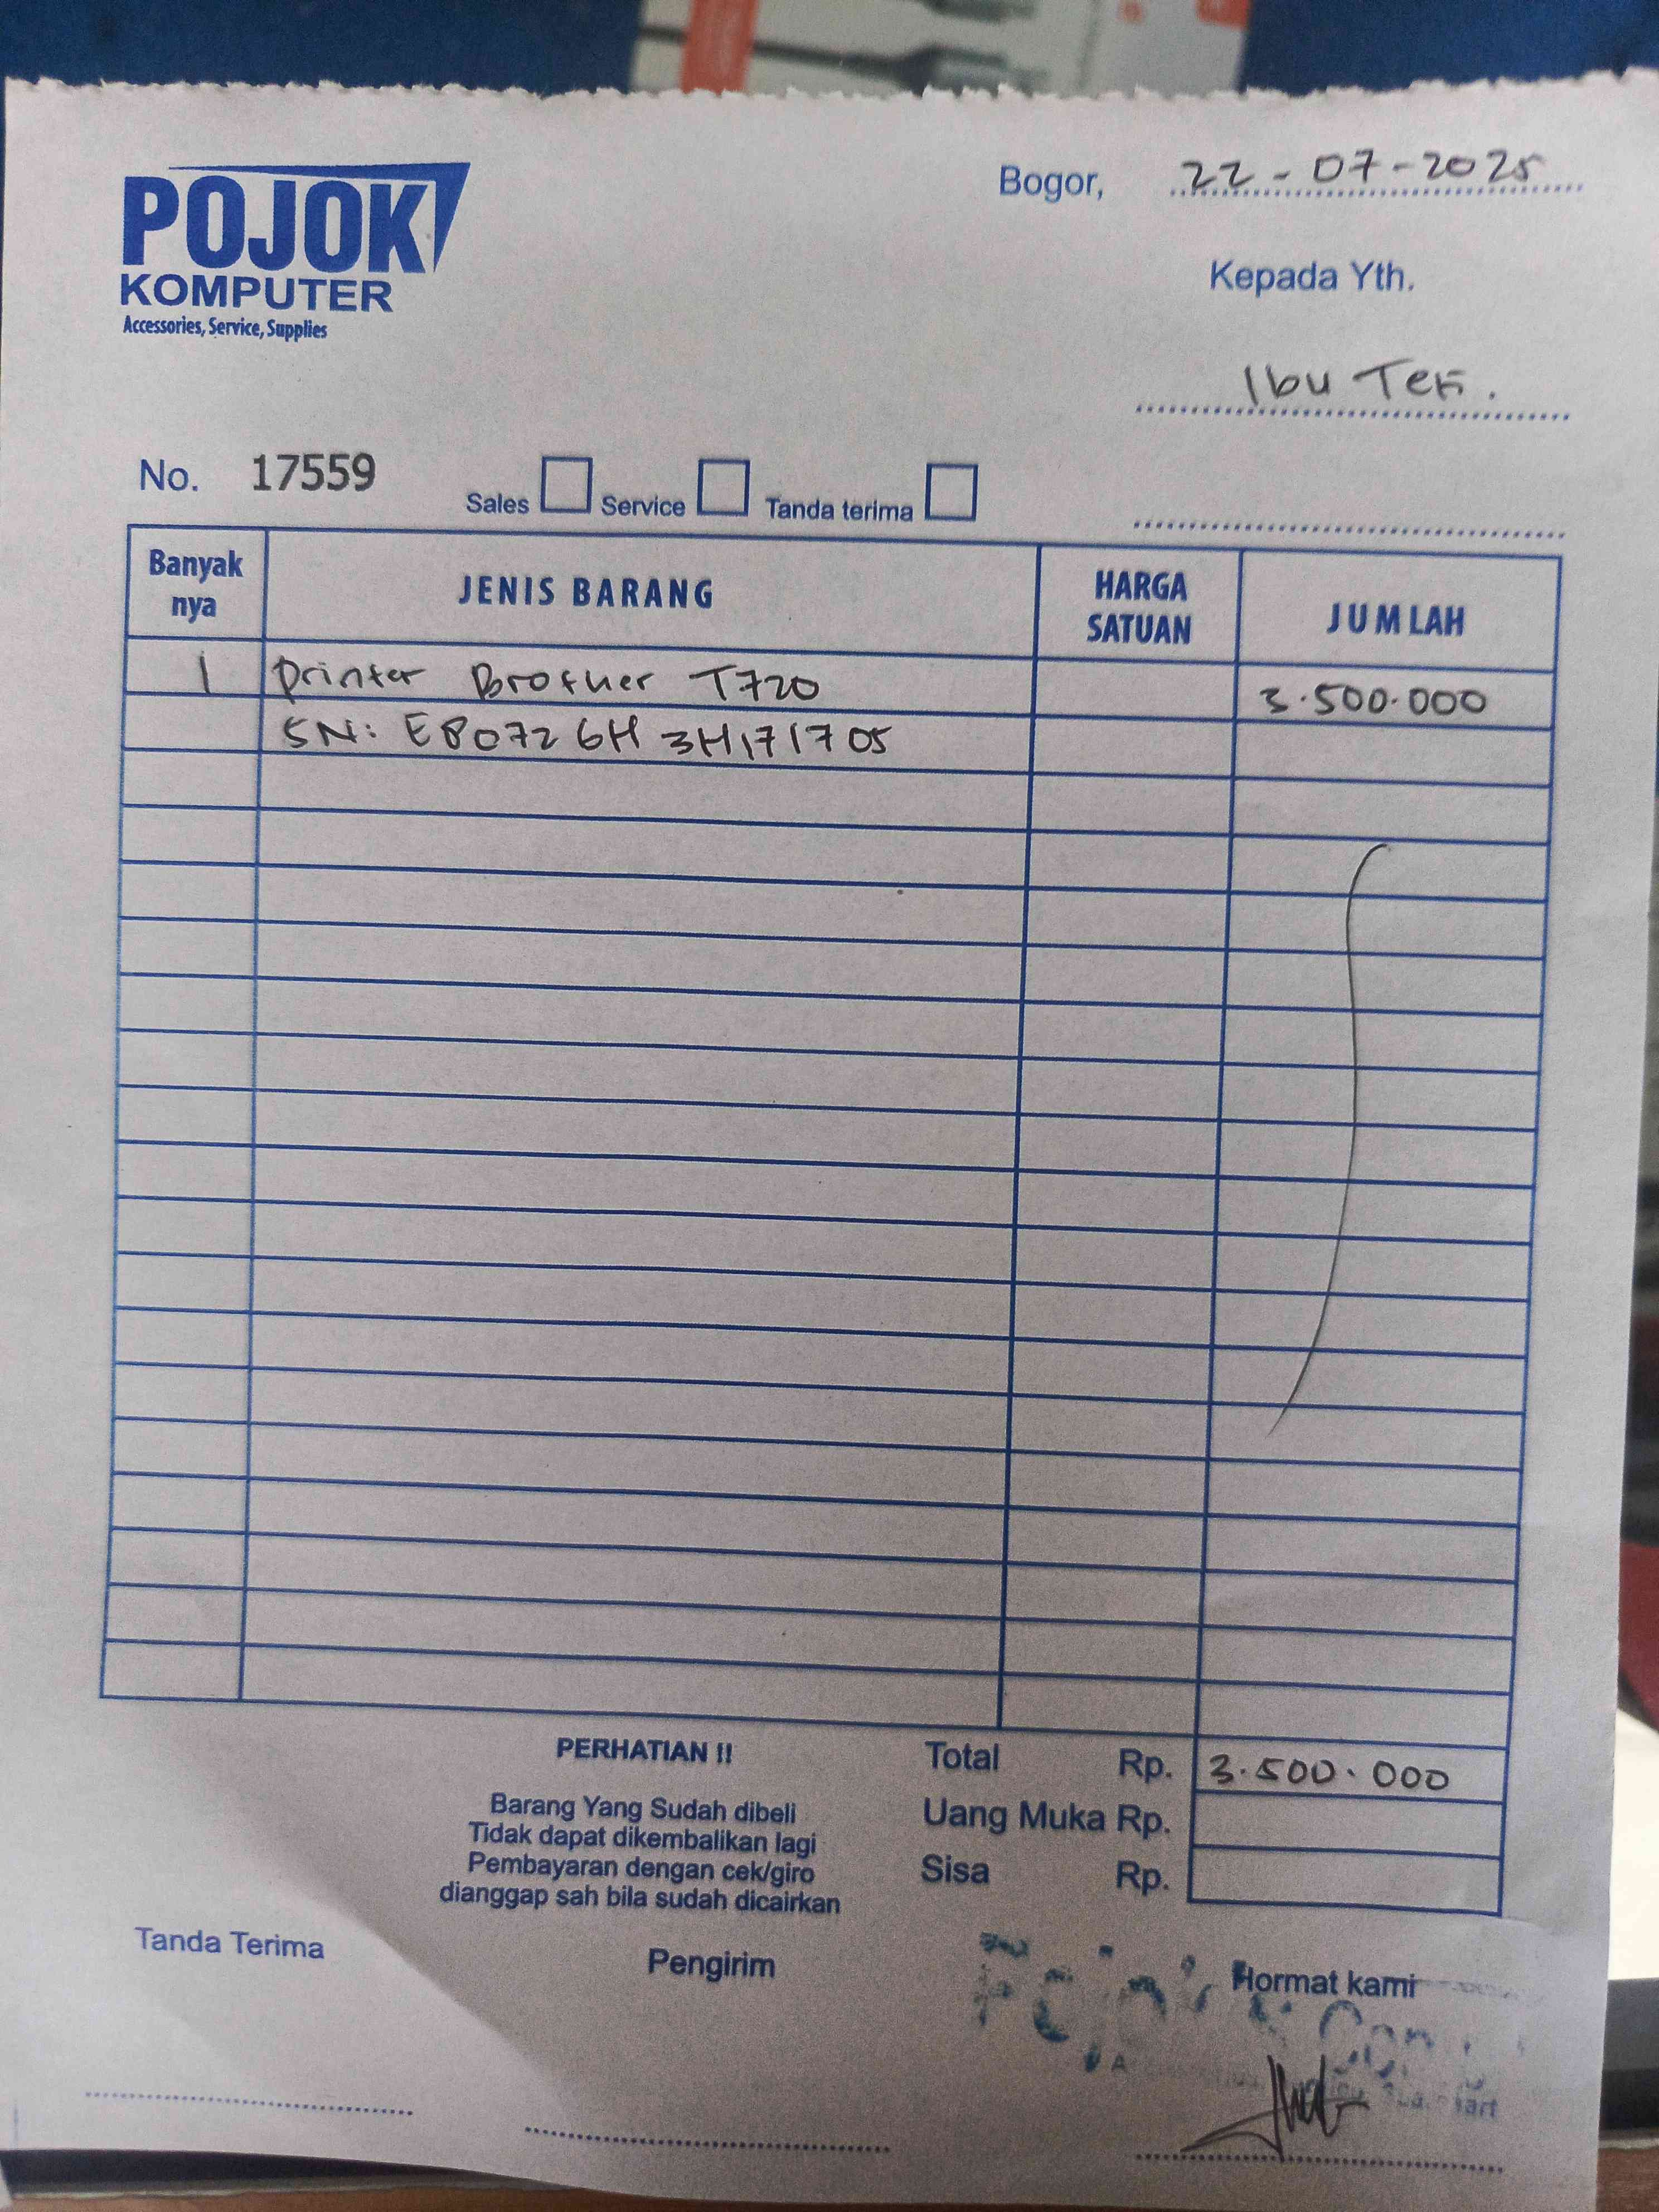 POJOK
KOMPUTER
Accessories, Service, Supplies
Bogor, 22-07-2025
Kepada Yth.
Ibu Teti.
No. 17559
Sales Service Tanda terima
Banyak nya JENIS BARANG HARGA SATUAN JUMLAH
1 Printer Brother T720 3.500.000
SN: E80726H3H171705
PERHATIAN !!
Barang Yang Sudah dibeli
Tidak dapat dikembalikan lagi
Pembayaran dengan cek/giro
dianggap sah bila sudah dicairkan
Total Rp. 3.500.000
Uang Muka Rp.
Sisa Rp.
Tanda Terima
Pengirim
Hormat kami